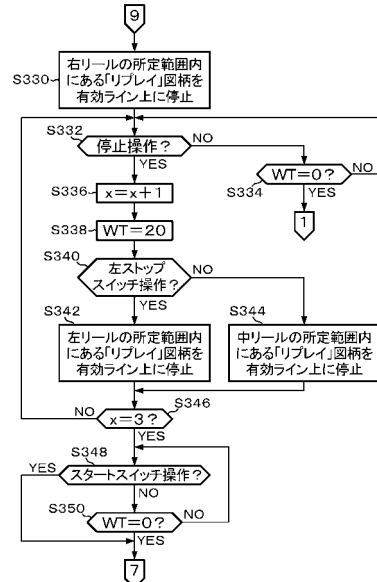 9
S330
右リールの所定範囲内
にある「リプレイ」図柄を
有効ライン上に停止
S332
停止操作？
NO
YES
WT=0？
NO
S334
YES
1
S336
x=x+1
S338
WT=20
S340
左ストップ
スイッチ操作？
NO
YES
S342
左リールの所定範囲内
にある「リプレイ」図柄を
有効ライン上に停止
S344
中リールの所定範囲内
にある「リプレイ」図柄を
有効ライン上に停止
NO
x=3？
S346
YES
S348
YES
スタートスイッチ操作？
NO
S350
WT=0？
NO
YES
7